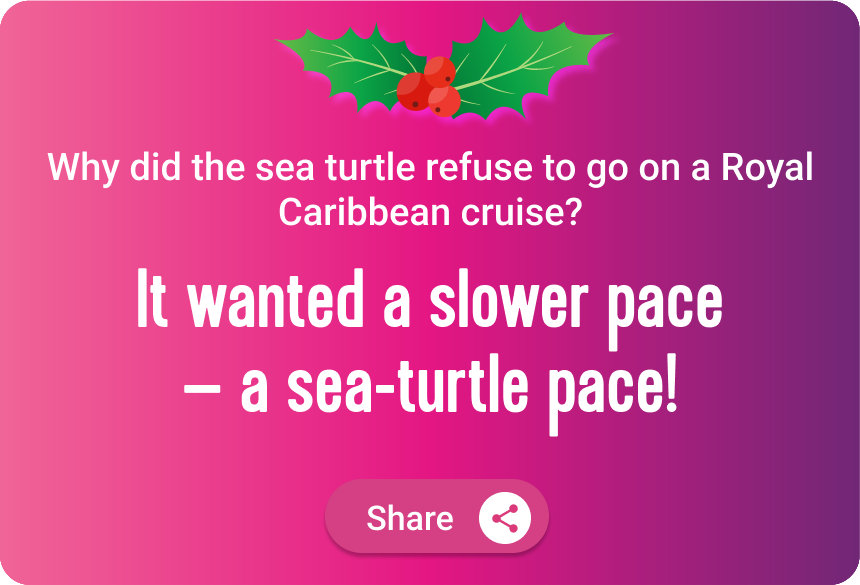 Why did the sea turtle refuse to go on a Royal
Caribbean cruise?
It wanted a slower pace
– a sea-turtle pace!
Share